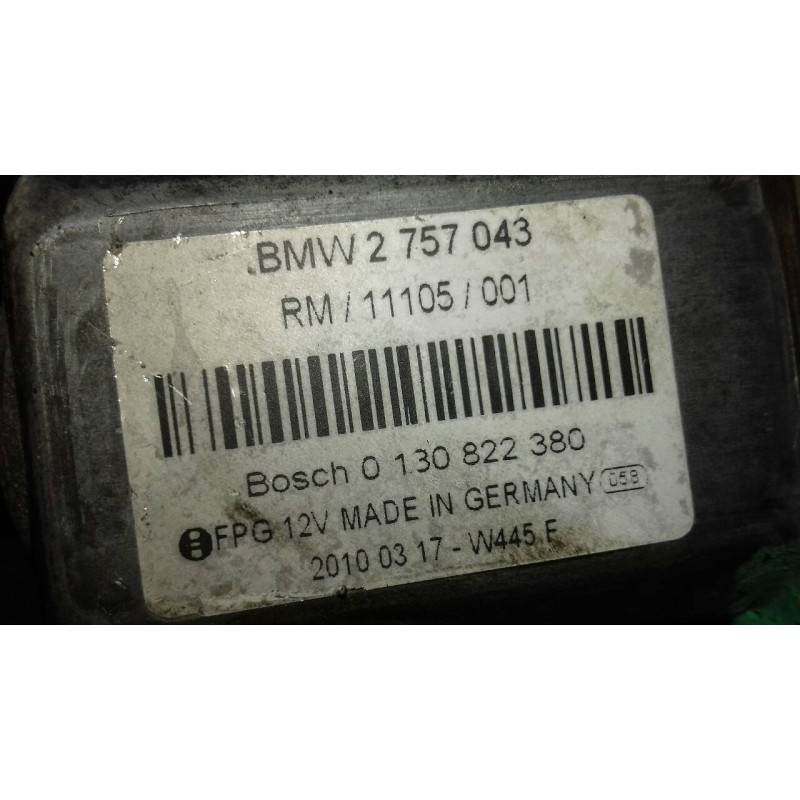 BMW 2 757 043
RM / 11105 / 001
Bosch 0 130 822 380
FPG 12V MADE IN GERMANY 058
2010 03 17 - W445 F